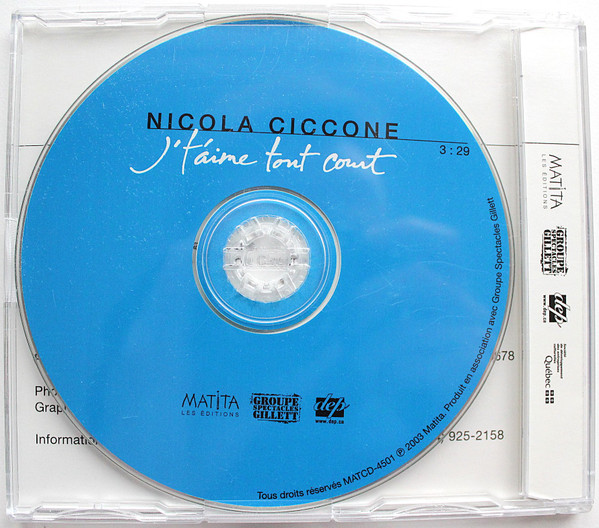 NICOLA CICCONE
J't'aime tout court
3 : 29
678
Pho
Grap
Information
925-2158
MATITA
LES ÉDITIONS
GROUPE
SPECTACLES
GILLETT
dep
www.dep.ca
Tous droits réservés MATCD-4501 ℗ 2003 Matita. Produit en association avec Groupe Spectacles Gillett
MATITA
LES ÉDITIONS
GROUPE
SPECTACLES
GILLETT
dep
www.dep.ca
Québec